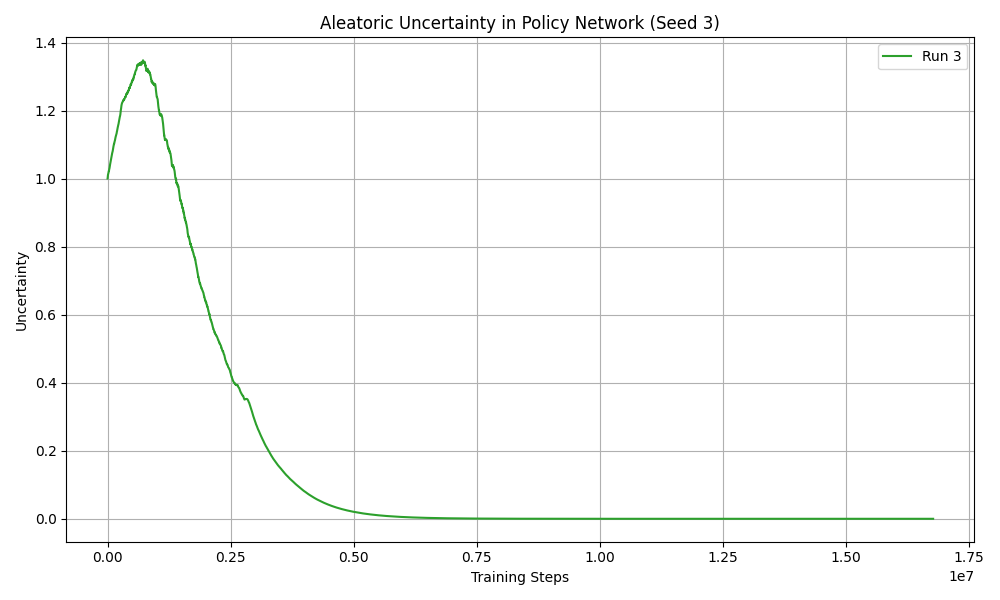 Aleatoric Uncertainty in Policy Network (Seed 3)
Run 3
Uncertainty
1.4
1.2
1.0
0.8
0.6
0.4
0.2
0.0
0.00 0.25 0.50 0.75 1.00 1.25 1.50 1.75
1e7
Training Steps